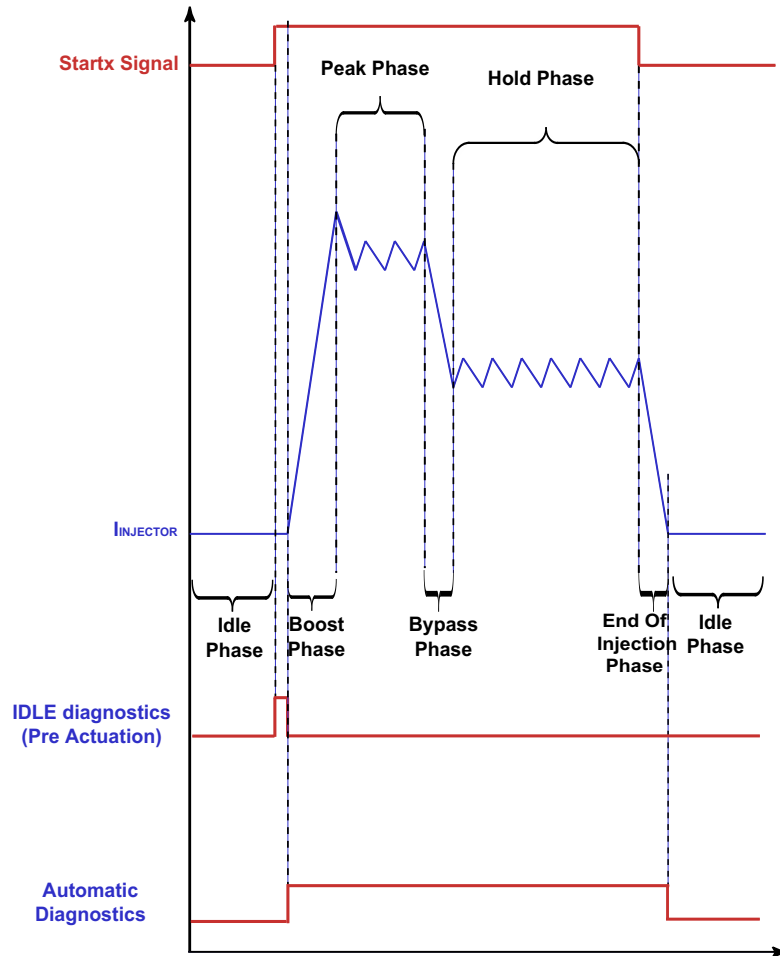 Startx Signal
Peak Phase
Hold Phase
IINJECTOR
Idle
Phase
Boost
Phase
Bypass
Phase
End Of
Injection
Phase
Idle
Phase
IDLE diagnostics
(Pre Actuation)
Automatic
Diagnostics